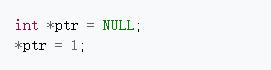 int *ptr = NULL;
*ptr = 1;